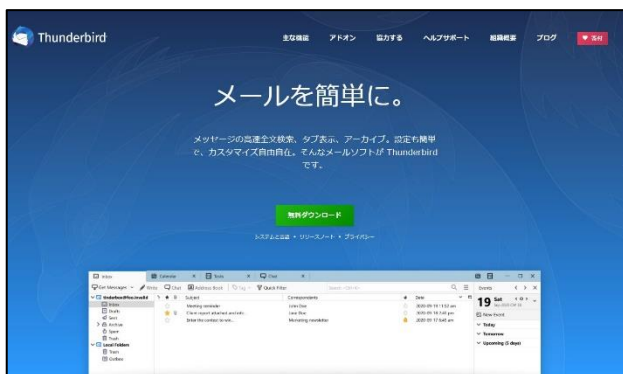 Thunderbird
主な機能 アドオン 協力する ヘルプサポート 組織概要 ブログ ♥ 寄付
メールを簡単に。
メッセージの高速全文検索、タブ表示、アーカイブ。設定も簡単
で、カスタマイズ自由自在。そんなメールソフトが Thunderbird
です。
無料ダウンロード
システムと言語 • リリースノート • プライバシー
Inbox Calendar Tasks Chat
Get Messages Write Chat Address Book Tag Quick Filter Events
Subject Correspondents Date
Inbox Meeting reminder 19 Sat
Sent New Event
Archive Today
Spam Tomorrow
Trash Upcoming (5 days)
Local Folders
Trash
Outbox